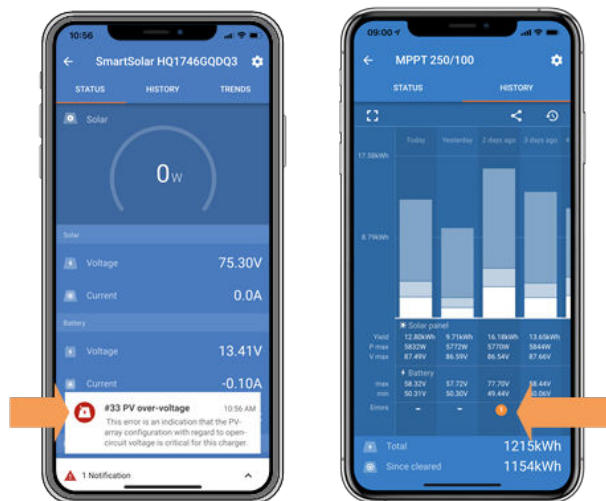 10:56
SmartSolar HQ1746GQDQ3
STATUS HISTORY TRENDS
Solar
0W
Solar
Voltage 75.30V
Current 0.0A
Battery
Voltage 13.41V
Current -0.10A
#33 PV over-voltage 10:56 AM
This error is an indication that the PV-
array configuration with regard to open-
circuit voltage is critical for this charger.
1 Notification
09:00
MPPT 250/100
STATUS HISTORY
Today Yesterday 2 days ago 3 days ago
17.58kWh
8.79kWh
Solar panel
Yield 12.80kWh 9.71kWh 16.18kWh 13.65kWh
P max 5832W 5772W 5770W 5844W
V max 87.49V 86.59V 86.54V 87.66V
Battery
max 58.32V 57.72V 77.70V 58.44V
min 50.31V 50.30V 49.44V
Errors - - 1
Total 1215kWh
Since cleared 1154kWh